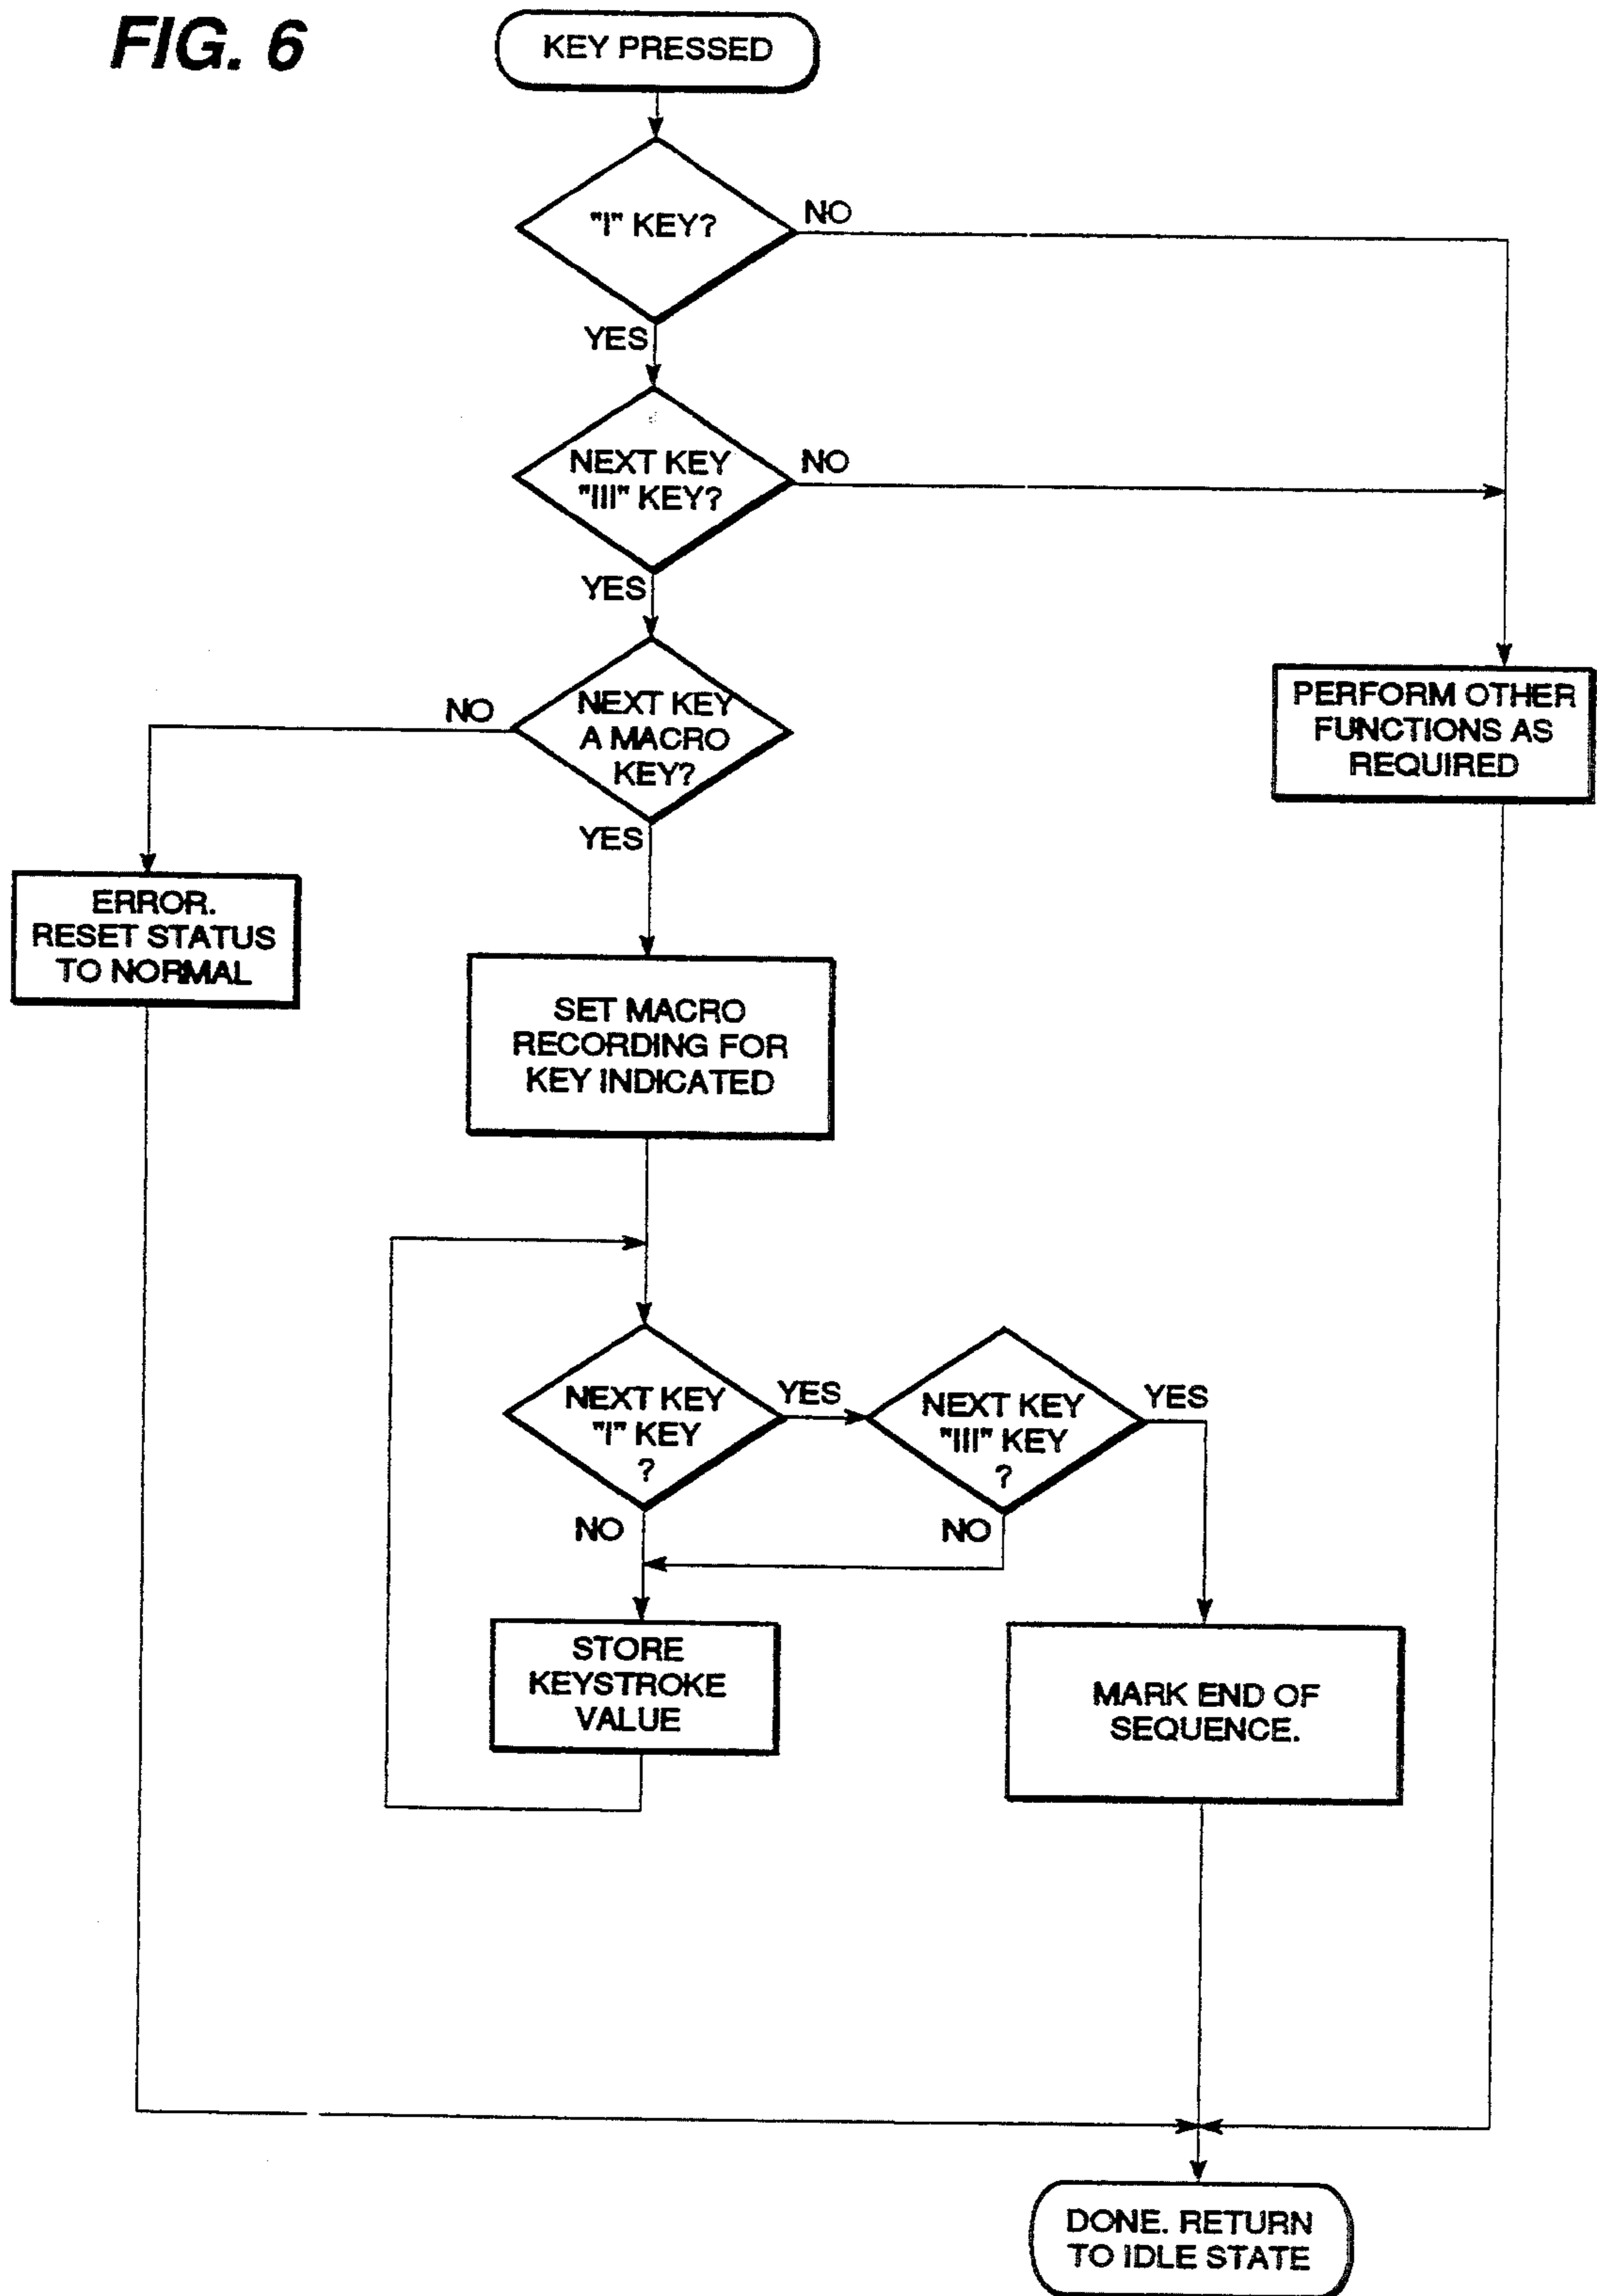 FIG. 6
KEY PRESSED
"I" KEY?
NO
YES
NEXT KEY
"III" KEY?
NO
YES
NEXT KEY
A MACRO
KEY?
NO
YES
PERFORM OTHER
FUNCTIONS AS
REQUIRED
ERROR.
RESET STATUS
TO NORMAL
SET MACRO
RECORDING FOR
KEY INDICATED
NEXT KEY
"I" KEY
?
YES
NO
NEXT KEY
"III" KEY
?
YES
NO
STORE
KEYSTROKE
VALUE
MARK END OF
SEQUENCE.
DONE. RETURN
TO IDLE STATE